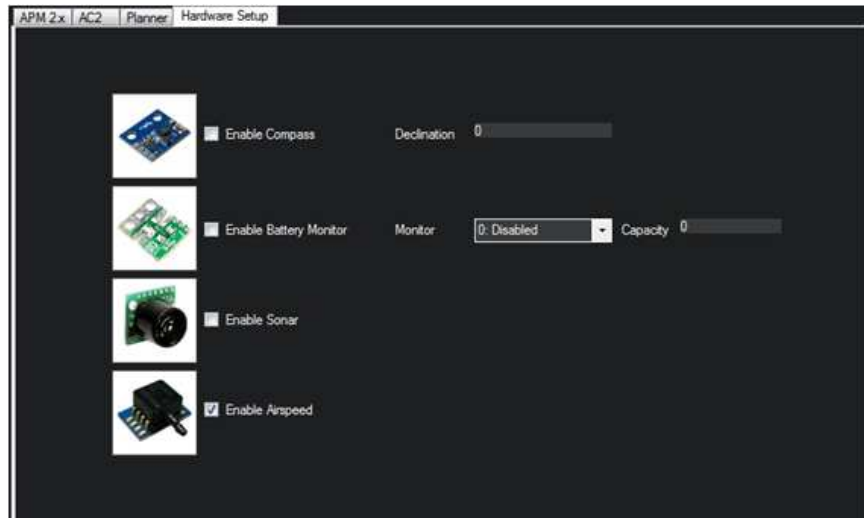 APM 2.x AC2 Planner Hardware Setup
Enable Compass Declination 0
Enable Battery Monitor Monitor 0: Disabled Capacity 0
Enable Sonar
Enable Airspeed